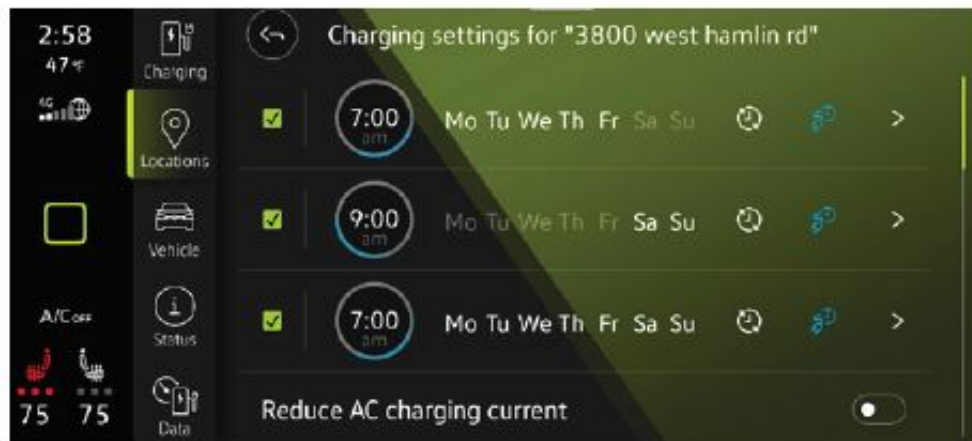 2:58
47°F
4G
A/C OFF
75 75
Charging
Locations
Vehicle
Status
Data
Charging settings for "3800 west hamlin rd"
7:00 am Mo Tu We Th Fr Sa Su
9:00 am Mo Tu We Th Fr Sa Su
7:00 am Mo Tu We Th Fr Sa Su
Reduce AC charging current